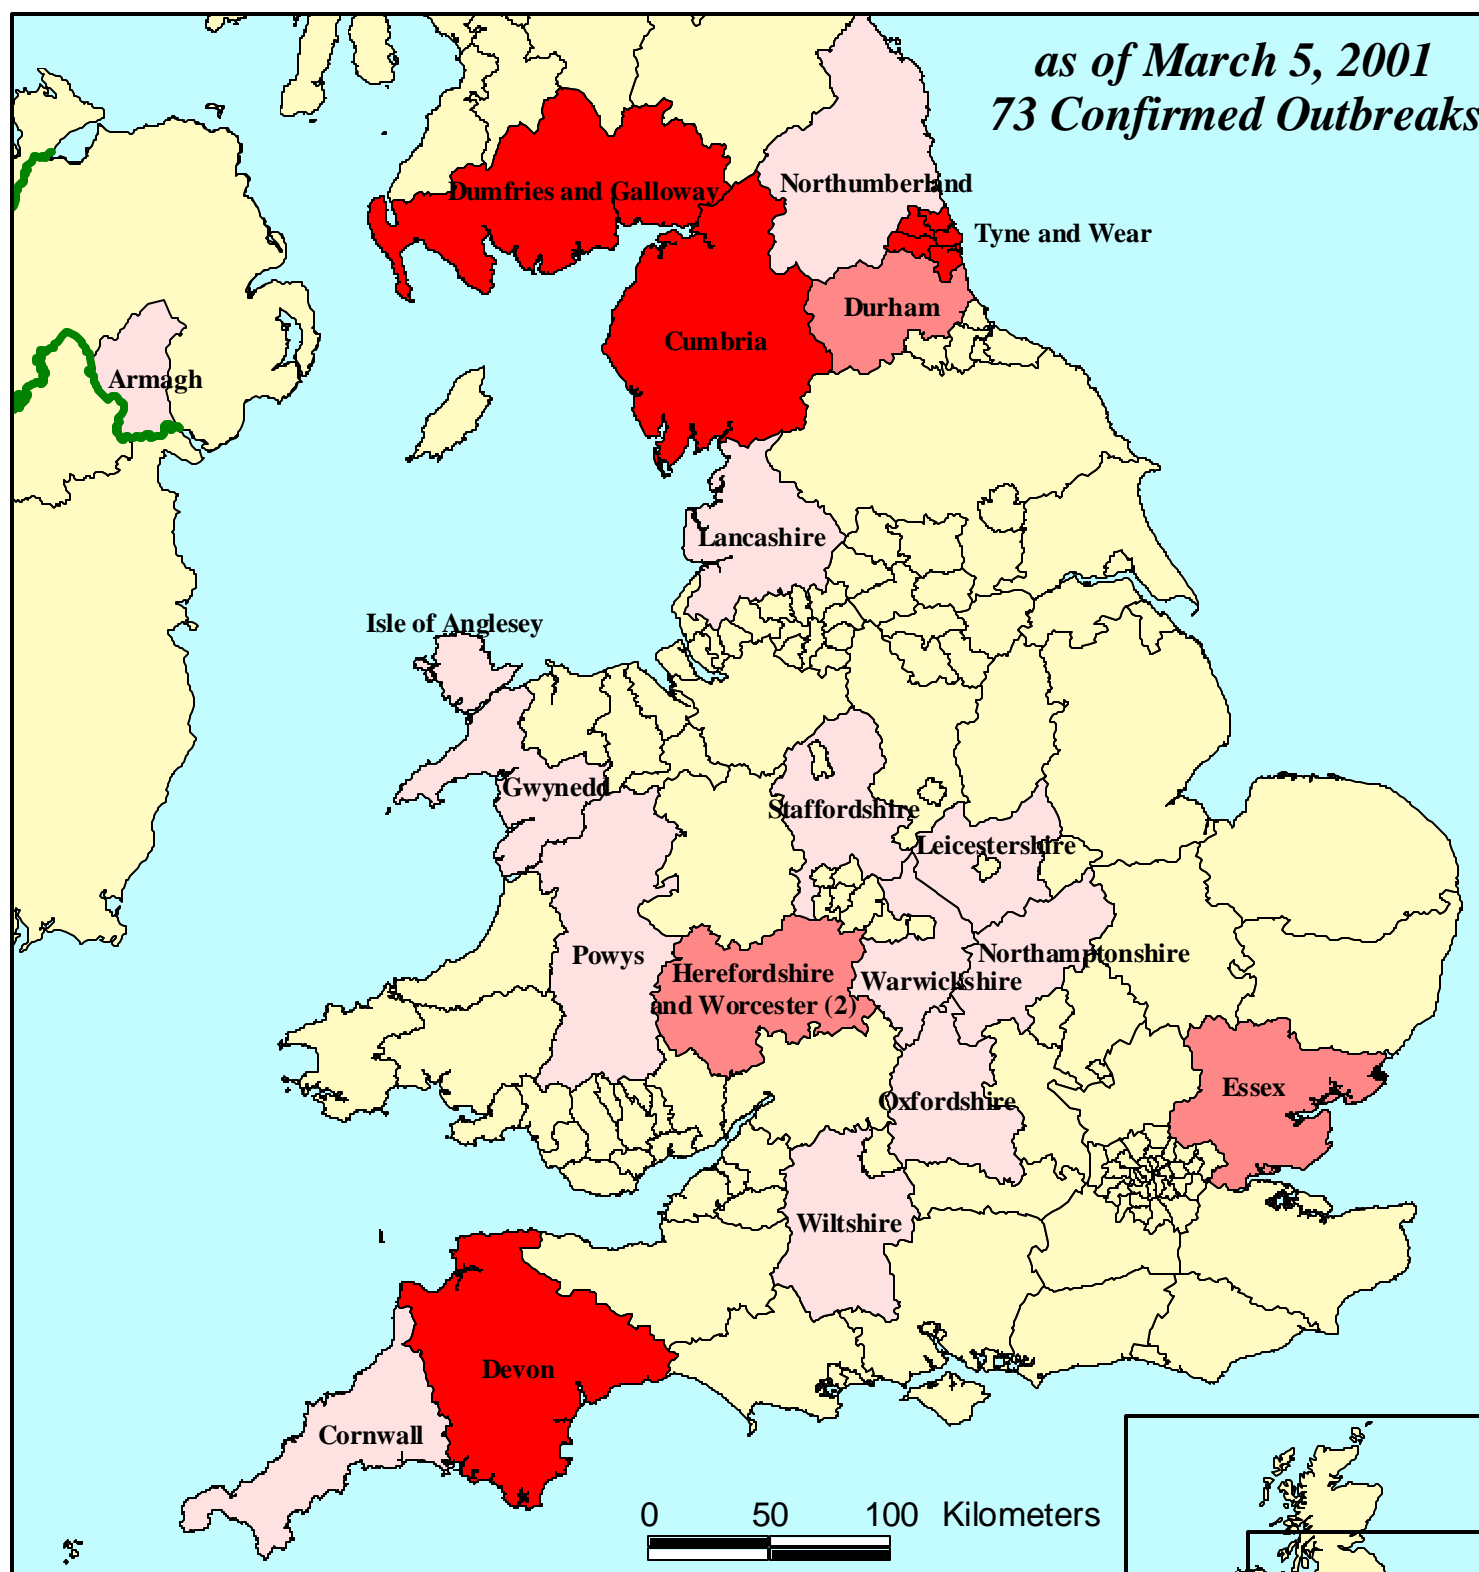 as of March 5, 2001
73 Confirmed Outbreaks
Dumfries and Galloway
Northumberland
Tyne and Wear
Durham
Cumbria
Armagh
Lancashire
Isle of Anglesey
Gwynedd
Staffordshire
Leicestershire
Powys
Herefordshire
and Worcester (2)
Warwickshire
Northamptonshire
Essex
Oxfordshire
Wiltshire
Devon
Cornwall
0 50 100 Kilometers